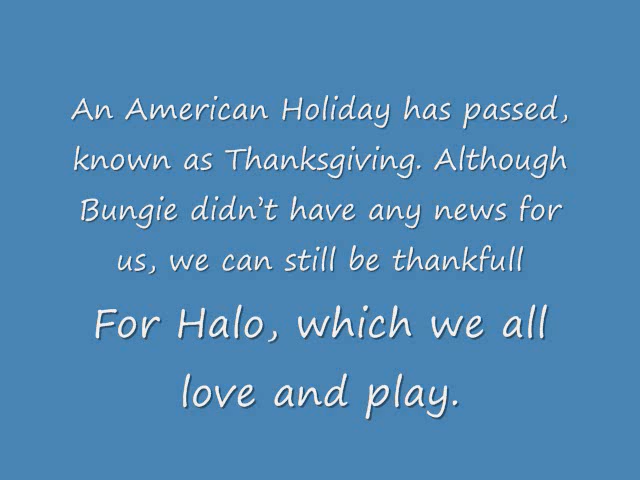 An American Holiday has passed,
known as Thanksgiving. Although
Bungie didn’t have any news for
us, we can still be thankfull
For Halo, which we all
love and play.